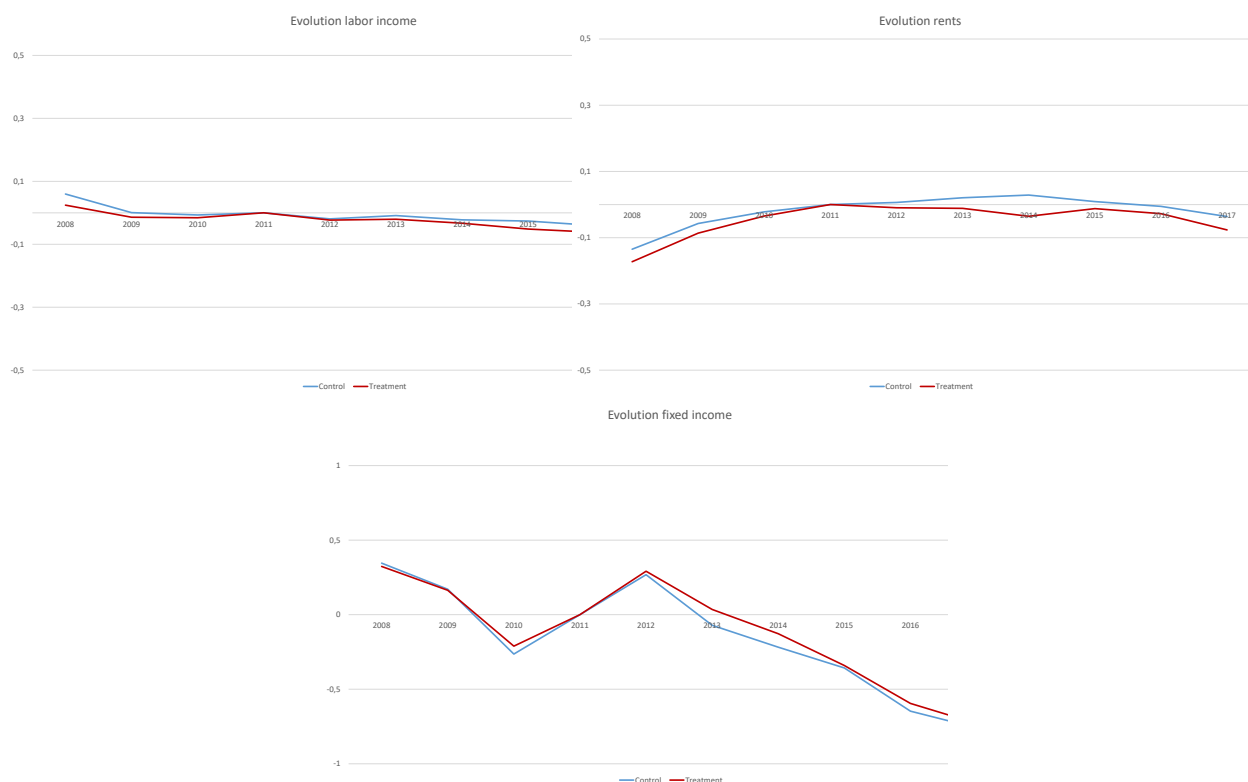 Evolution labor income
0,5
0,3
0,1
2008 2009 2010 2011 2012 2013 2014 2015
-0,1
-0,3
-0,5
Control Treatment
Evolution rents
0,5
0,3
0,1
2008 2009 2010 2011 2012 2013 2014 2015 2016 2017
-0,1
-0,3
-0,5
Control Treatment
Evolution fixed income
1
0,5
0
2008 2009 2010 2011 2012 2013 2014 2015 2016
-0,5
-1
Control Treatment